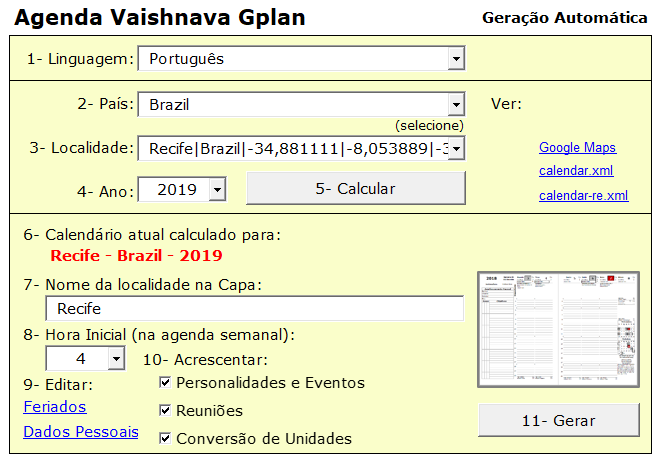 Agenda Vaishnava Gplan
Geração Automática
1- Linguagem: Português
2- País: Brazil
Ver:
(selecione)
3- Localidade: Recife|Brazil|-34,881111|-8,053889|-3
Google Maps
calendar.xml
4- Ano: 2019
5- Calcular
calendar-re.xml
6- Calendário atual calculado para:
Recife - Brazil - 2019
7- Nome da localidade na Capa:
Recife
8- Hora Inicial (na agenda semanal):
4
10- Acrescentar:
9- Editar:
Personalidades e Eventos
Feriados
Reuniões
Dados Pessoais
Conversão de Unidades
11- Gerar
2019